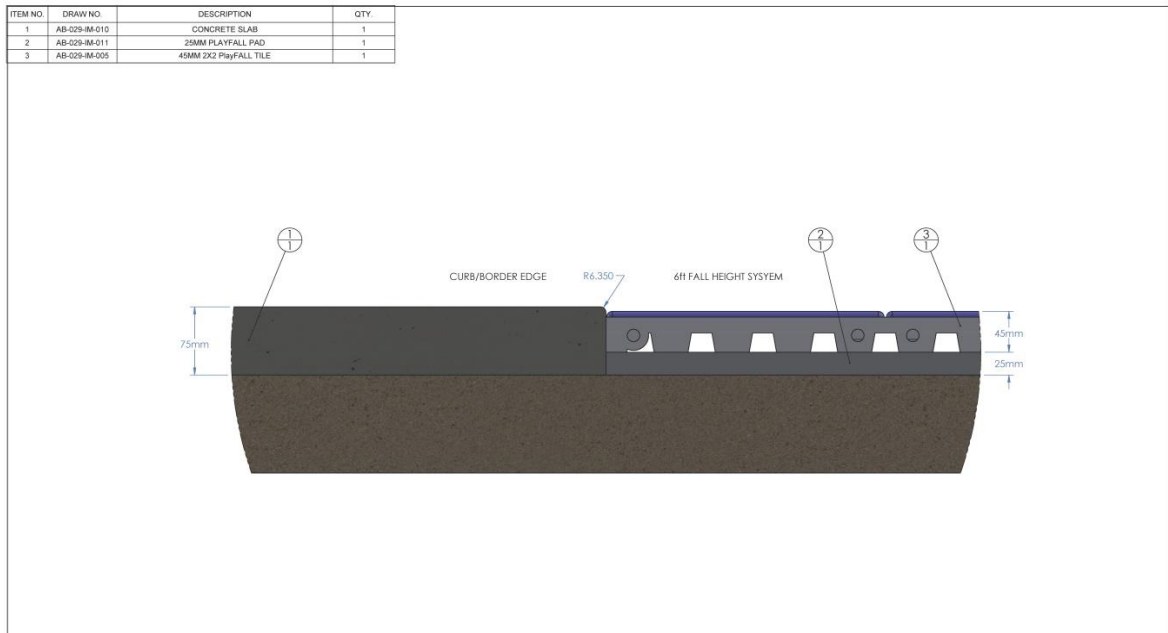 ITEM NO. DRAW NO. DESCRIPTION QTY.
1 AB-029-IM-010 CONCRETE SLAB 1
2 AB-029-IM-011 25MM PLAYFALL PAD 1
3 AB-029-IM-005 45MM 2X2 PlayFALL TILE 1
1
1
2
1
3
1
CURB/BORDER EDGE
R6.350
6ft FALL HEIGHT SYSYEM
75mm
45mm
25mm